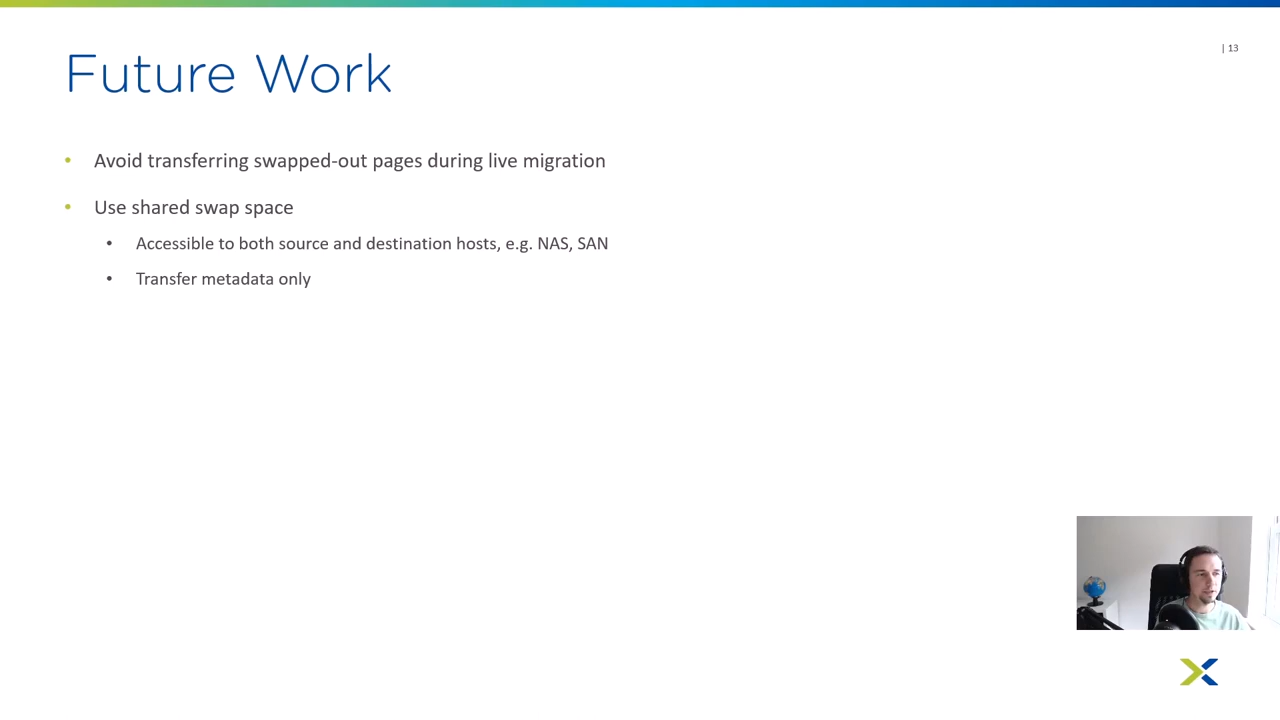 Future Work
| 13
• Avoid transferring swapped-out pages during live migration
• Use shared swap space
• Accessible to both source and destination hosts, e.g. NAS, SAN
• Transfer metadata only